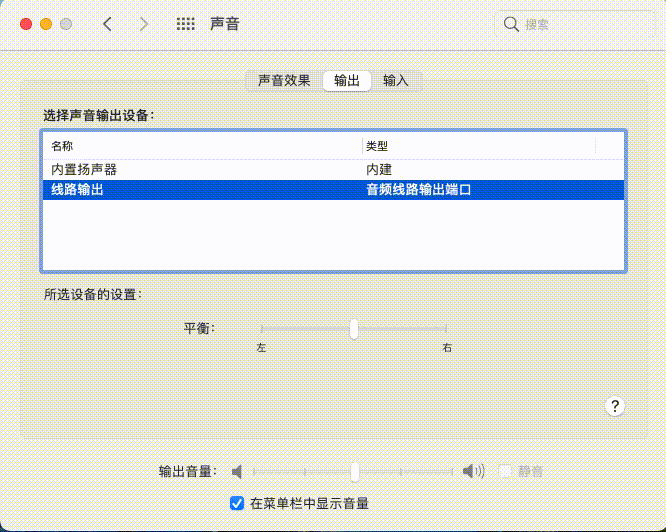 声音
搜索
声音效果 输出 输入
选择声音输出设备：
名称 类型
内置扬声器 内建
线路输出 音频线路输出端口
所选设备的设置：
平衡：
左 右
?
输出音量： 静音
在菜单栏中显示音量